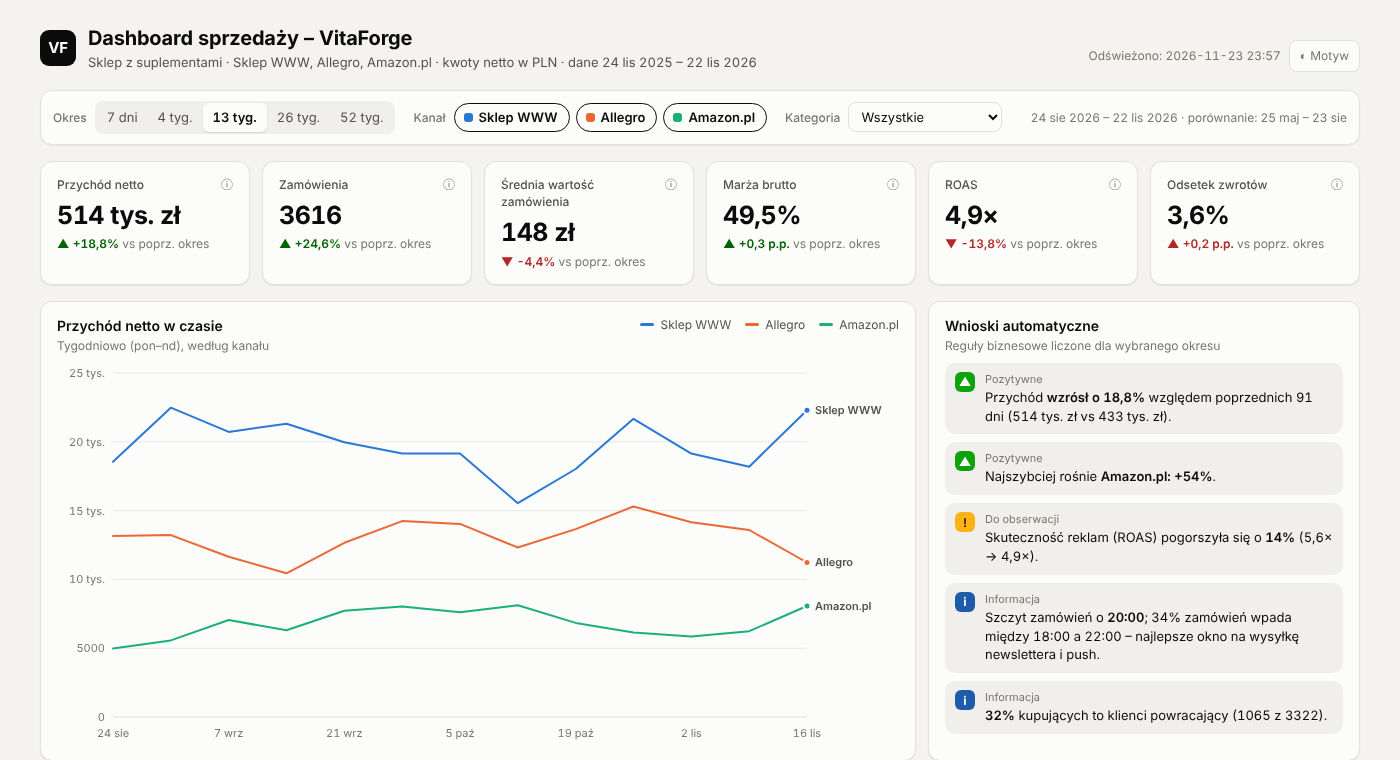 VF
Dashboard sprzedaży – VitaForge
Sklep z suplementami · Sklep WWW, Allegro, Amazon.pl · kwoty netto w PLN · dane 24 lis 2025 – 22 lis 2026
Odświeżono: 2026-11-23 23:57
Motyw
Okres
7 dni
4 tyg.
13 tyg.
26 tyg.
52 tyg.
Kanał
Sklep WWW
Allegro
Amazon.pl
Kategoria
Wszystkie
24 sie 2026 – 22 lis 2026 · porównanie: 25 maj – 23 sie
Przychód netto
514 tys. zł
▲ +18,8% vs poprz. okres
Zamówienia
3616
▲ +24,6% vs poprz. okres
Średnia wartość
zamówienia
148 zł
▼ -4,4% vs poprz. okres
Marża brutto
49,5%
▲ +0,3 p.p. vs poprz. okres
ROAS
4,9×
▼ -13,8% vs poprz. okres
Odsetek zwrotów
3,6%
▲ +0,2 p.p. vs poprz. okres
Przychód netto w czasie
Tygodniowo (pon–nd), według kanału
Sklep WWW
Allegro
Amazon.pl
25 tys.
20 tys.
15 tys.
10 tys.
5000
0
24 sie
7 wrz
21 wrz
5 paź
19 paź
2 lis
16 lis
Sklep WWW
Allegro
Amazon.pl
Wnioski automatyczne
Reguły biznesowe liczone dla wybranego okresu
Pozytywne
Przychód wzrósł o 18,8% względem poprzednich 91
dni (514 tys. zł vs 433 tys. zł).
Pozytywne
Najszybciej rośnie Amazon.pl: +54%.
!
Do obserwacji
Skuteczność reklam (ROAS) pogorszyła się o 14% (5,6×
→ 4,9×).
i
Informacja
Szczyt zamówień o 20:00; 34% zamówień wpada
między 18:00 a 22:00 – najlepsze okno na wysyłkę
newslettera i push.
i
Informacja
32% kupujących to klienci powracający (1065 z 3322).